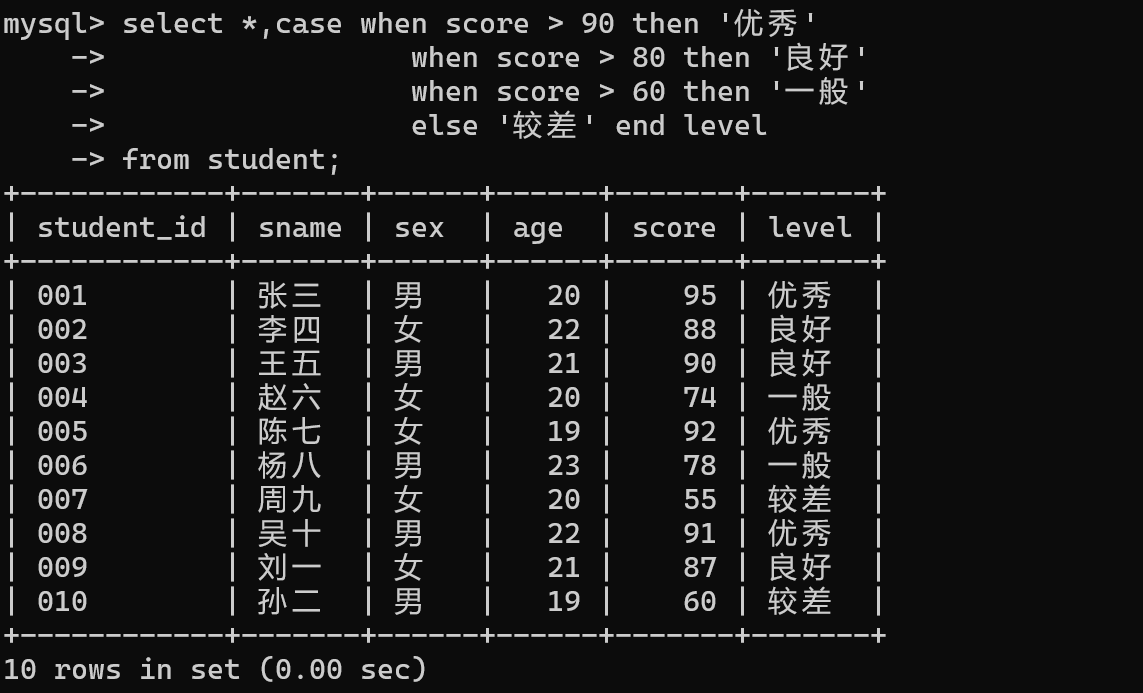 mysql> select *,case when score > 90 then '优秀'
    ->                  when score > 80 then '良好'
    ->                  when score > 60 then '一般'
    ->                  else '较差' end level
    -> from student;
+------------+-------+------+------+-------+-------+
| student_id | sname | sex  | age  | score | level |
+------------+-------+------+------+-------+-------+
| 001        | 张三  | 男   |   20 |    95 | 优秀  |
| 002        | 李四  | 女   |   22 |    88 | 良好  |
| 003        | 王五  | 男   |   21 |    90 | 良好  |
| 004        | 赵六  | 女   |   20 |    74 | 一般  |
| 005        | 陈七  | 女   |   19 |    92 | 优秀  |
| 006        | 杨八  | 男   |   23 |    78 | 一般  |
| 007        | 周九  | 女   |   20 |    55 | 较差  |
| 008        | 吴十  | 男   |   22 |    91 | 优秀  |
| 009        | 刘一  | 女   |   21 |    87 | 良好  |
| 010        | 孙二  | 男   |   19 |    60 | 较差  |
+------------+-------+------+------+-------+-------+
10 rows in set (0.00 sec)